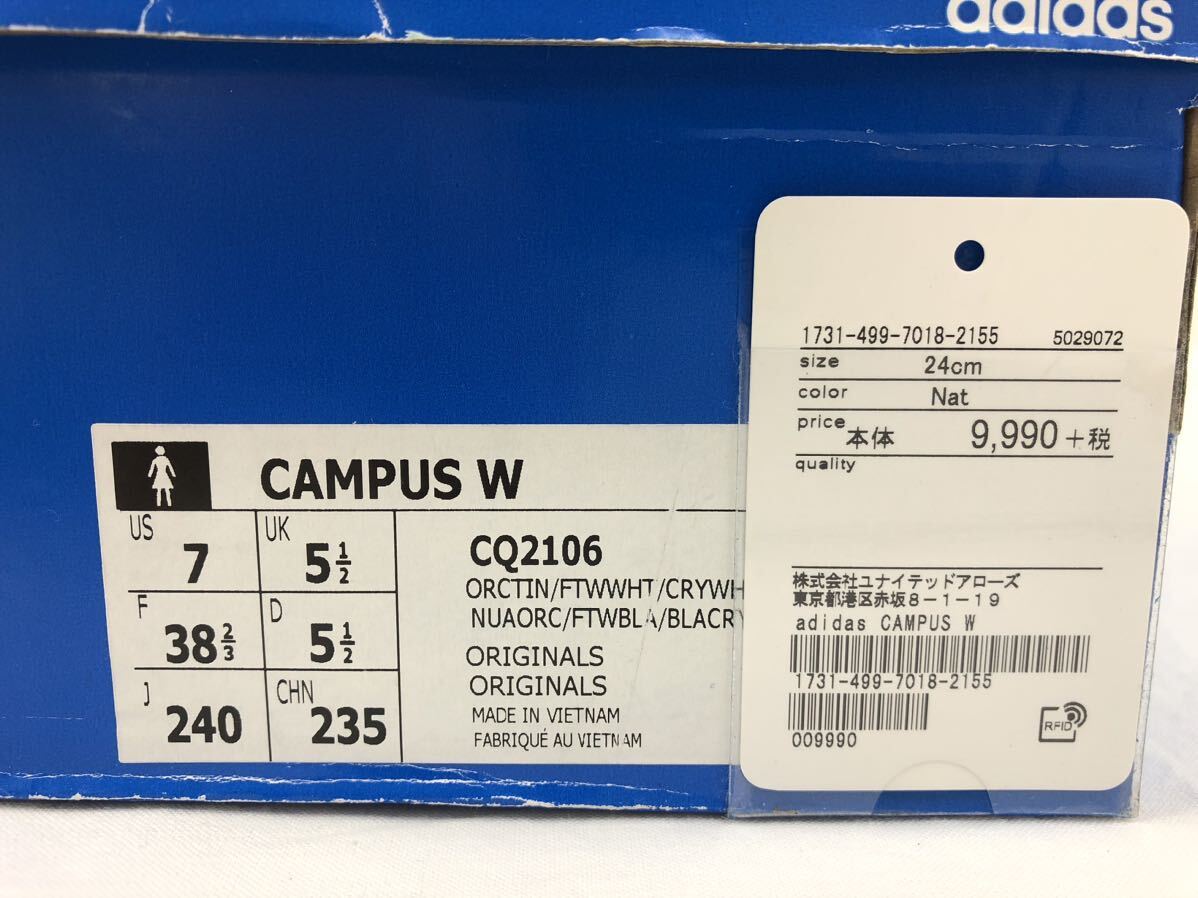 adidas
CAMPUS W
US 7
UK 5 1/2
F 38 2/3
D 5 1/2
J 240
CHN 235
CQ2106
ORCTIN/FTWWHT/CRYWH
NUAORC/FTWBLA/BLACRY
ORIGINALS
ORIGINALS
MADE IN VIETNAM
FABRIQUÉ AU VIETNAM
1731-499-7018-2155 5029072
size 24cm
color Nat
price 本体 9,990 +税
quality
株式会社ユナイテッドアローズ
東京都港区赤坂8-1-19
adidas CAMPUS W
1731-499-7018-2155
009990
RFID